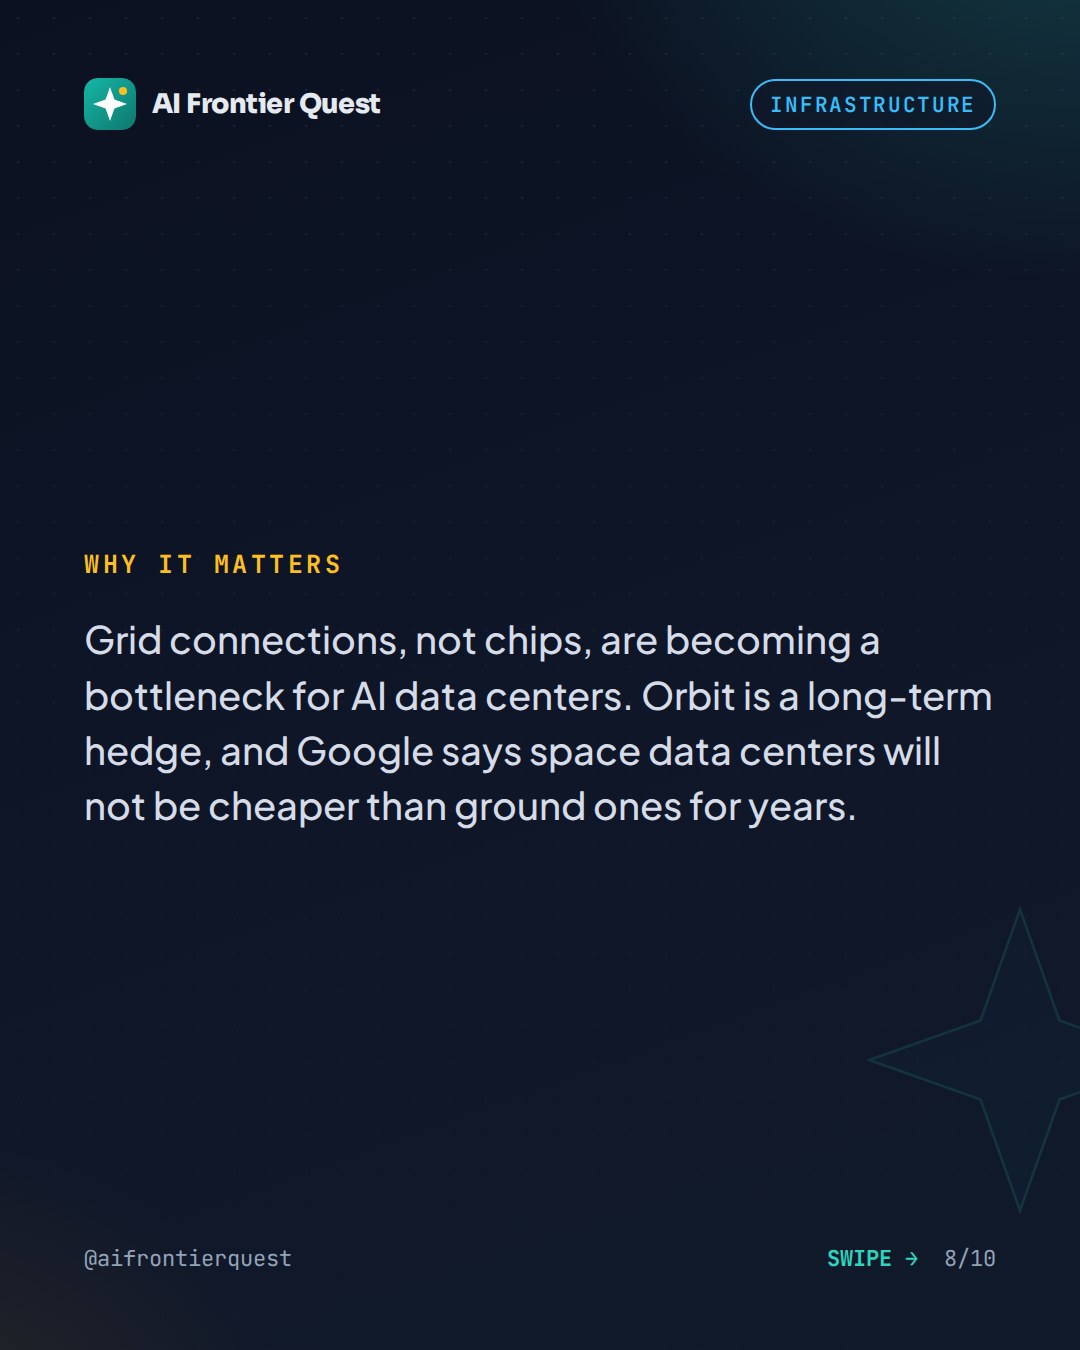 AI Frontier Quest
INFRASTRUCTURE
WHY IT MATTERS
Grid connections, not chips, are becoming a
bottleneck for AI data centers. Orbit is a long-term
hedge, and Google says space data centers will
not be cheaper than ground ones for years.
@aifrontierquest
SWIPE → 8/10